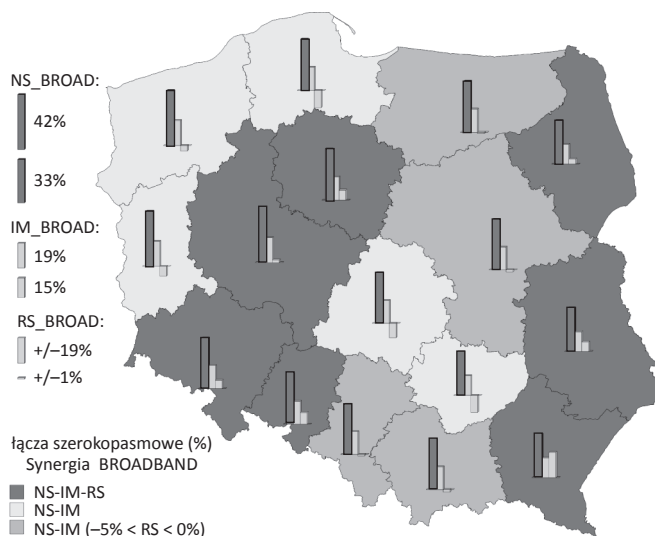 NS_BROAD:
42%
33%
IM_BROAD:
19%
15%
RS_BROAD:
+/–19%
+/–1%
łącza szerokopasmowe (%)
Synergia BROADBAND
NS-IM-RS
NS-IM
NS-IM (–5% < RS < 0%)